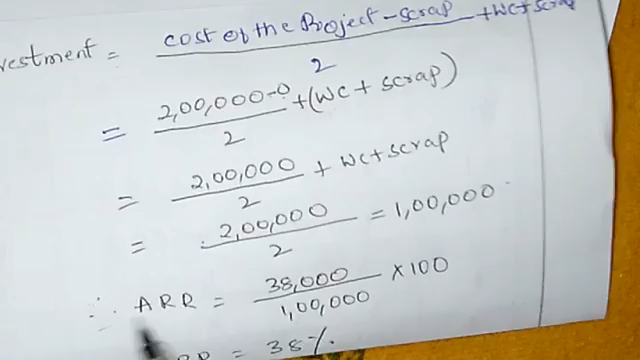 vestment = cost of the Project - scrap / 2 + WC + scrap
= 2,00,000-0 / 2 + (WC + scrap)
= 2,00,000 / 2 + WC + scrap
= 2,00,000 / 2 = 1,00,000
∴ ARR = 38,000 / 1,00,000 × 100
= 38%